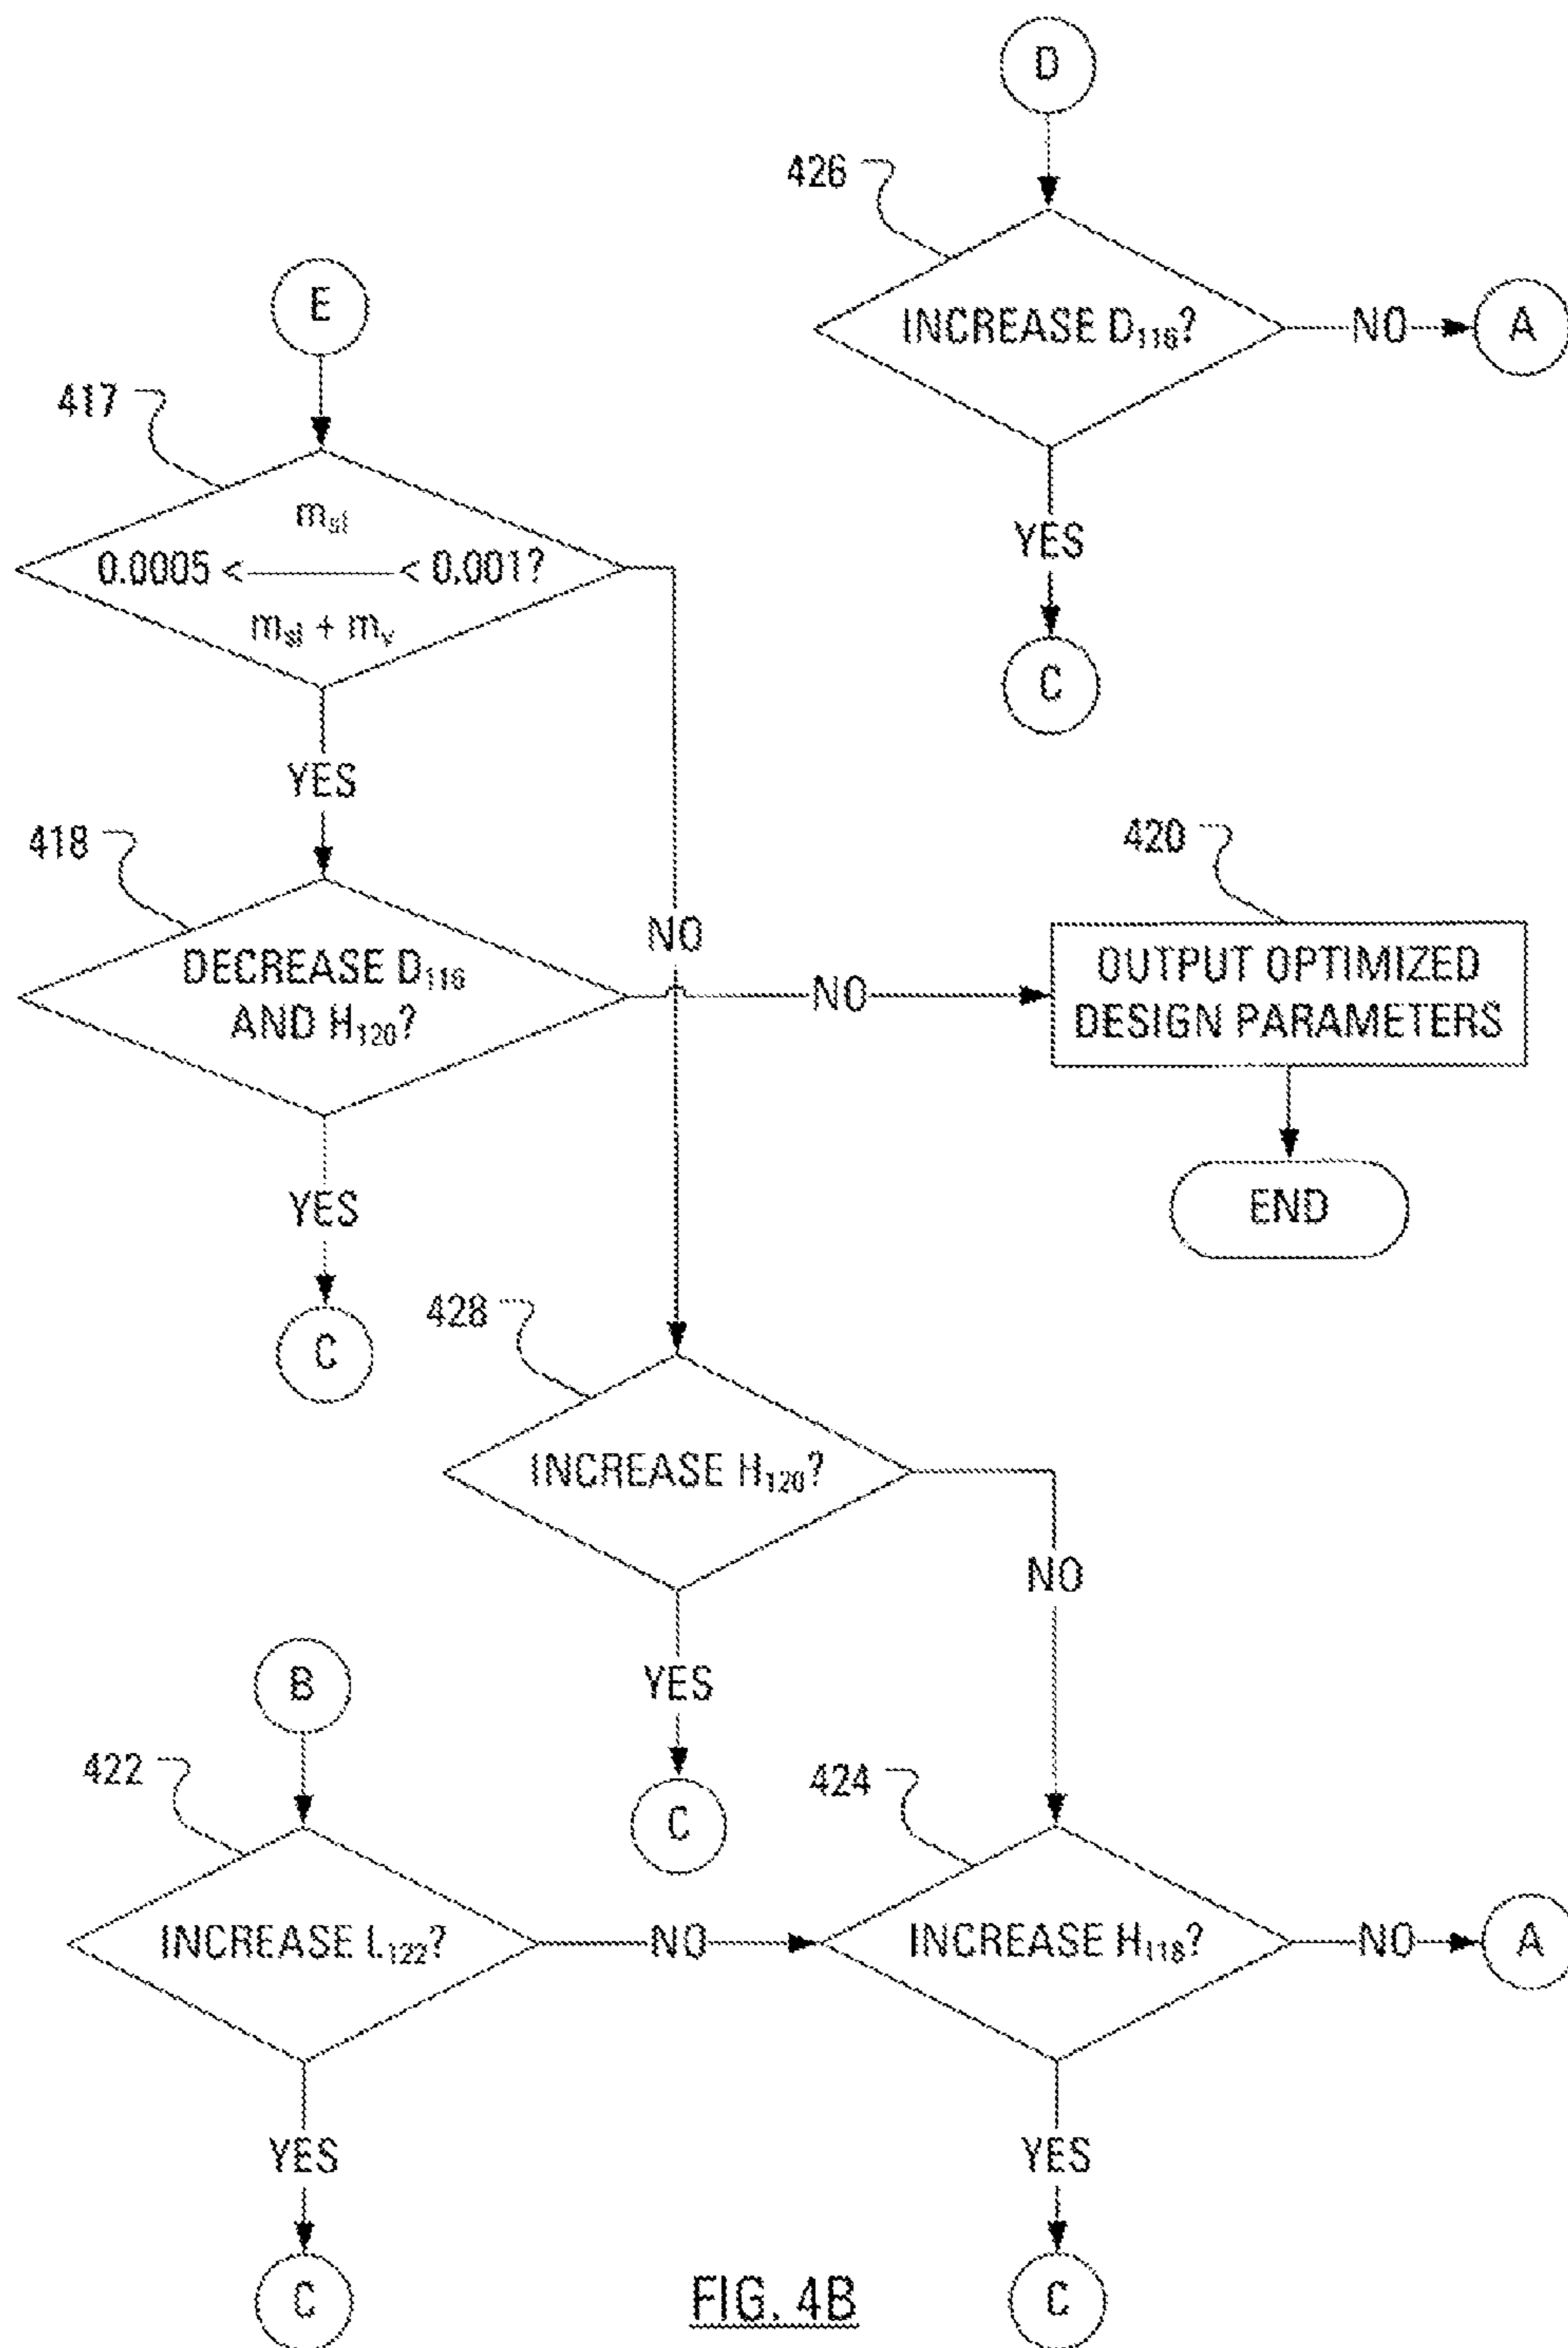 D
426
INCREASE D₁₁₆?
NO
A
YES
C
E
417
mₛₗ
0.0005 < ——— < 0.001?
mₛₗ + mᵥ
YES
NO
418
DECREASE D₁₁₆
AND H₁₂₀?
NO
YES
C
420
OUTPUT OPTIMIZED
DESIGN PARAMETERS
END
428
INCREASE H₁₂₀?
NO
YES
C
B
422
INCREASE L₁₂₂?
NO
YES
C
424
INCREASE H₁₁₈?
NO
A
YES
C
FIG. 4B